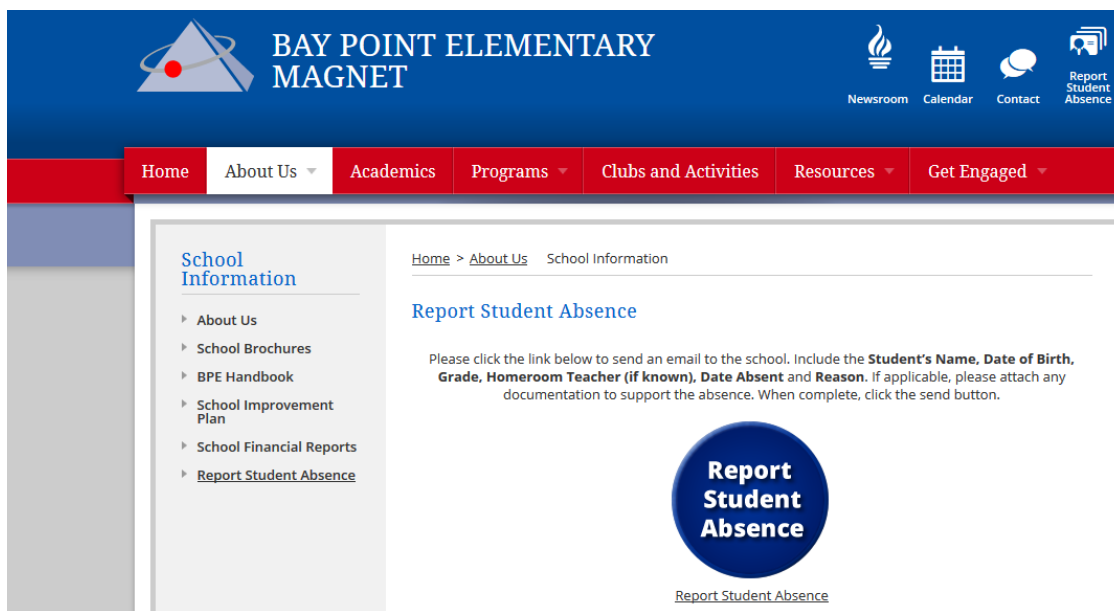 BAY POINT ELEMENTARY
MAGNET
Newsroom
Calendar
Contact
Report
Student
Absence
Home
About Us
Academics
Programs
Clubs and Activities
Resources
Get Engaged
School
Information
About Us
School Brochures
BPE Handbook
School Improvement
Plan
School Financial Reports
Report Student Absence
Home > About Us School Information
Report Student Absence
Please click the link below to send an email to the school. Include the Student's Name, Date of Birth,
Grade, Homeroom Teacher (if known), Date Absent and Reason. If applicable, please attach any
documentation to support the absence. When complete, click the send button.
Report
Student
Absence
Report Student Absence